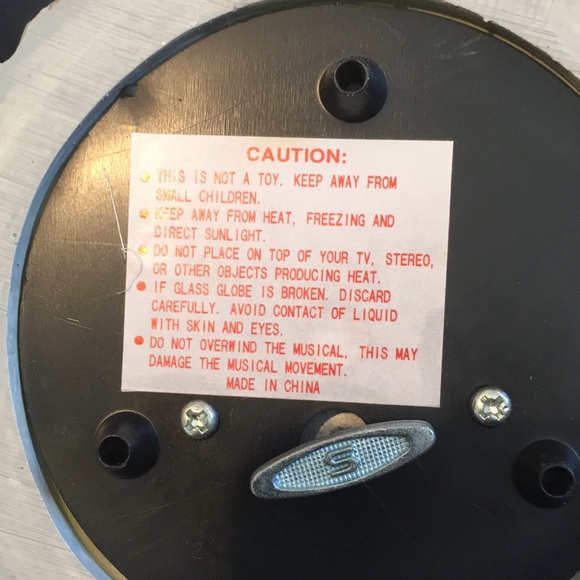 CAUTION:
THIS IS NOT A TOY. KEEP AWAY FROM
SMALL CHILDREN.
KEEP AWAY FROM HEAT, FREEZING AND
DIRECT SUNLIGHT.
DO NOT PLACE ON TOP OF YOUR TV, STEREO,
OR OTHER OBJECTS PRODUCING HEAT.
IF GLASS GLOBE IS BROKEN. DISCARD
CAREFULLY. AVOID CONTACT OF LIQUID
WITH SKIN AND EYES.
DO NOT OVERWIND THE MUSICAL, THIS MAY
DAMAGE THE MUSICAL MOVEMENT.
MADE IN CHINA
S